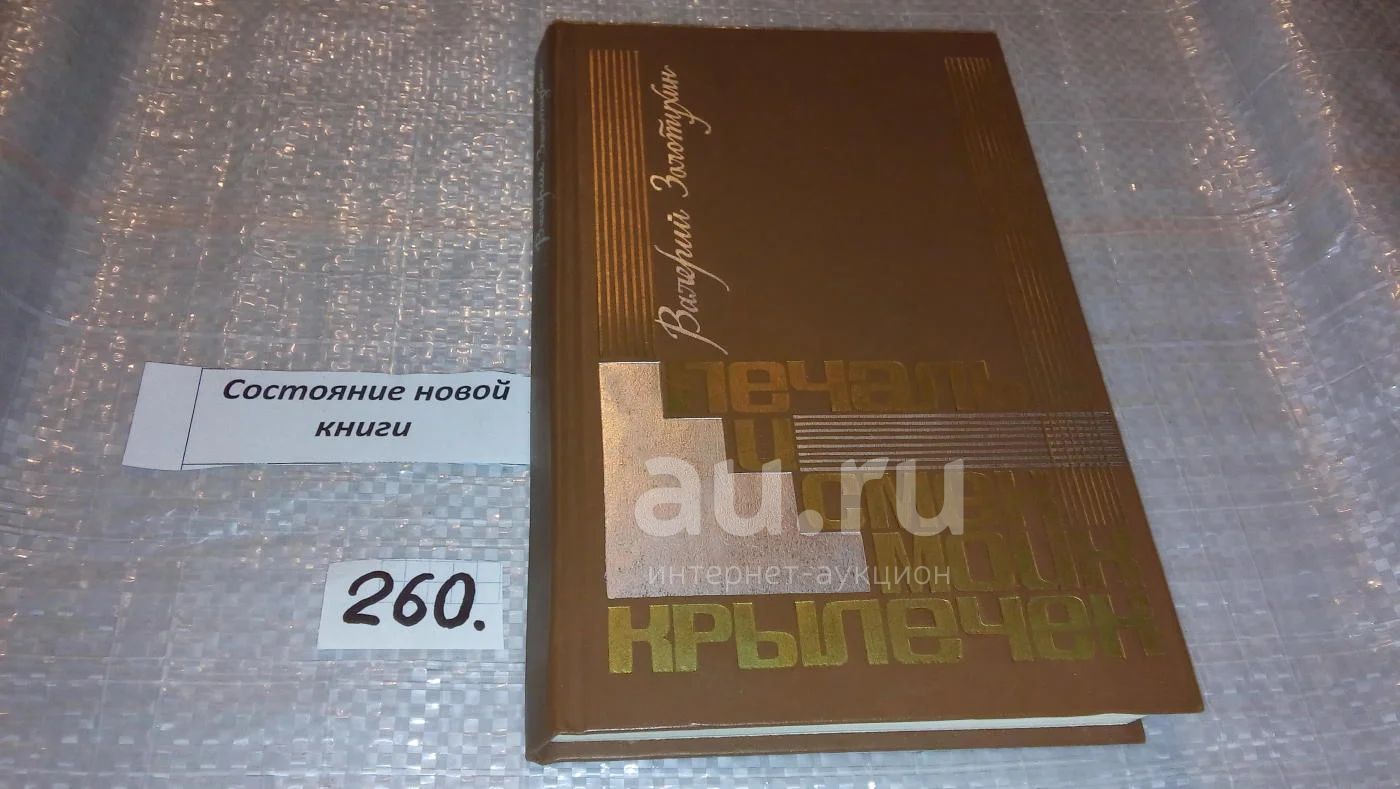 Валерий Золотухин
печаль
и
смех
моих
крылечек
Состояние новой
книги
260.
au.ru
интернет-аукцион